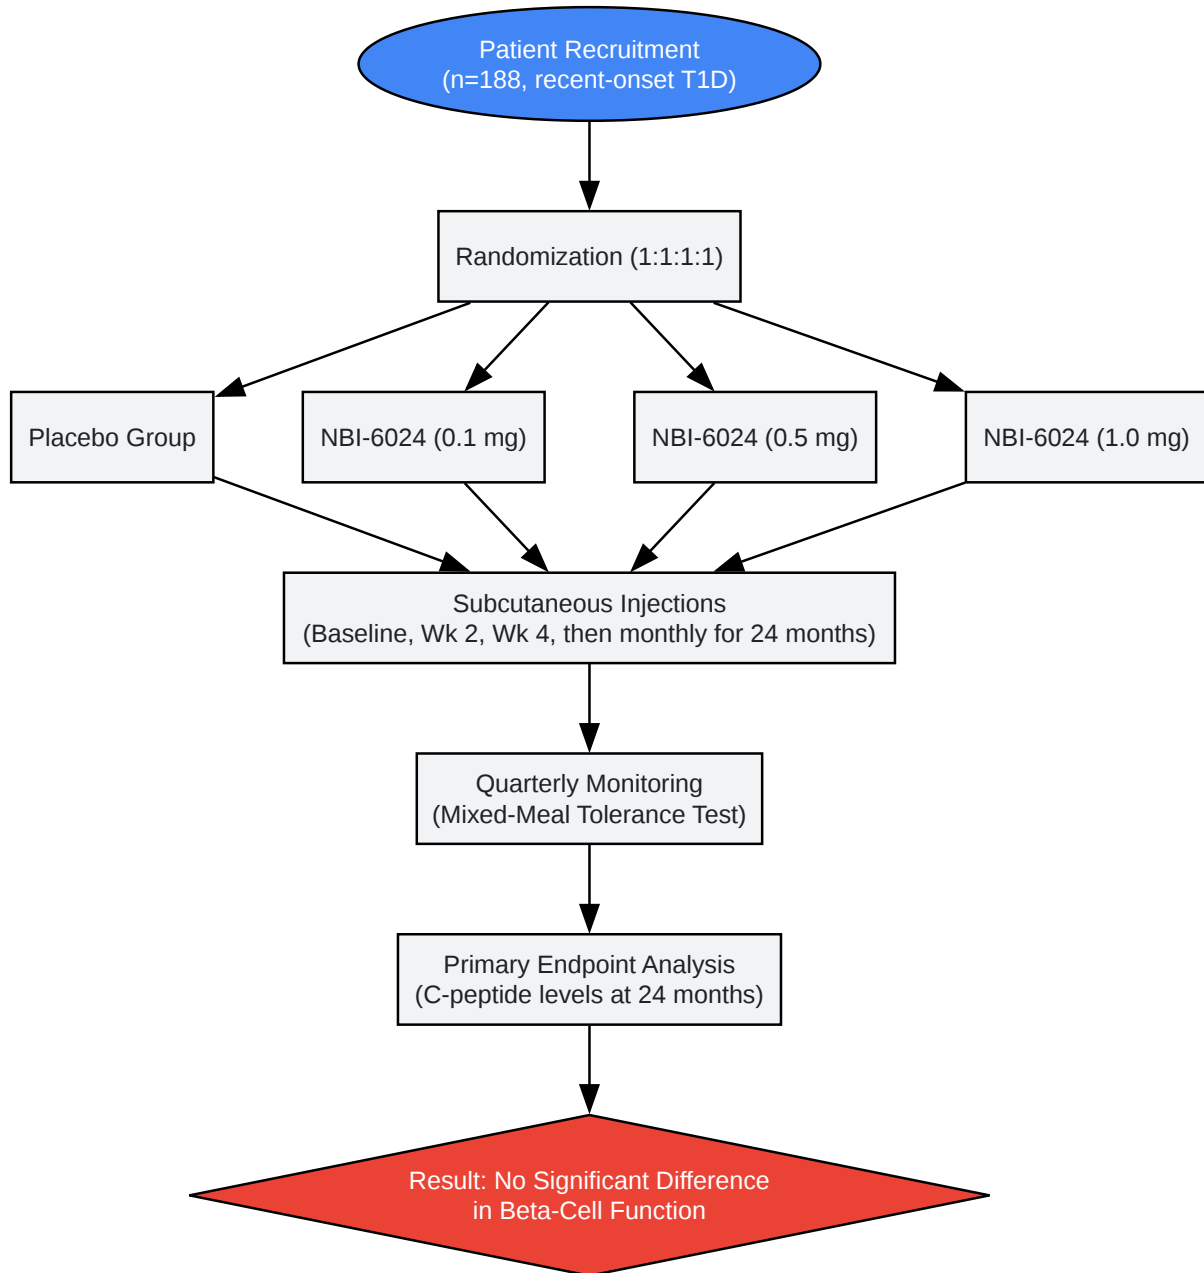 Patient Recruitment
(n=188, recent-onset T1D)
Randomization (1:1:1:1)
Placebo Group
NBI-6024 (0.1 mg)
NBI-6024 (0.5 mg)
NBI-6024 (1.0 mg)
Subcutaneous Injections
(Baseline, Wk 2, Wk 4, then monthly for 24 months)
Quarterly Monitoring
(Mixed-Meal Tolerance Test)
Primary Endpoint Analysis
(C-peptide levels at 24 months)
Result: No Significant Difference
in Beta-Cell Function